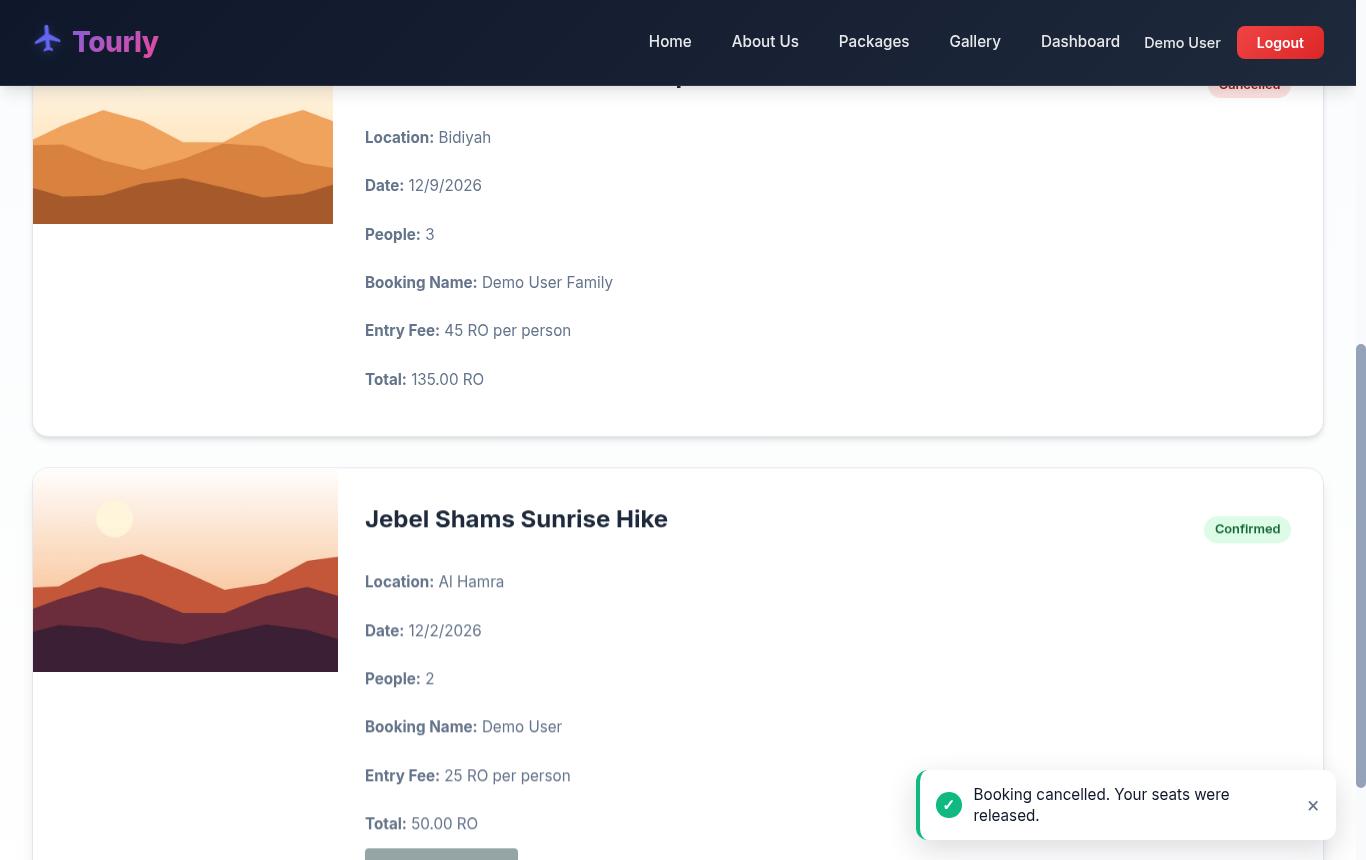 Tourly
Home
About Us
Packages
Gallery
Dashboard
Demo User
Logout
Cancelled
Location: Bidiyah
Date: 12/9/2026
People: 3
Booking Name: Demo User Family
Entry Fee: 45 RO per person
Total: 135.00 RO
Jebel Shams Sunrise Hike
Confirmed
Location: Al Hamra
Date: 12/2/2026
People: 2
Booking Name: Demo User
Entry Fee: 25 RO per person
Total: 50.00 RO
Booking cancelled. Your seats were
released.